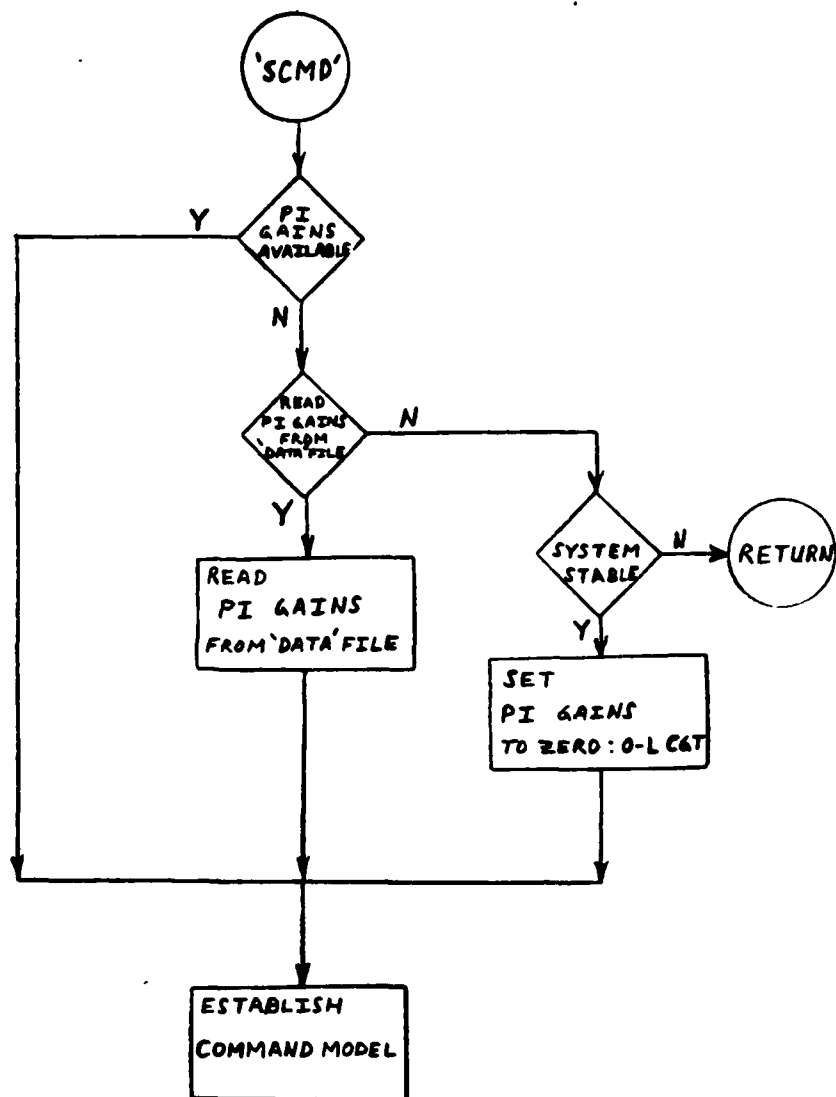 'SCMD'
PI
GAINS
AVAILABLE
Y
N
READ
PI GAINS
FROM
'DATA' FILE
N
Y
SYSTEM
STABLE
N
RETURN
READ
PI GAINS
FROM 'DATA' FILE
Y
SET
PI GAINS
TO ZERO: O-L CGT
ESTABLISH
COMMAND MODEL